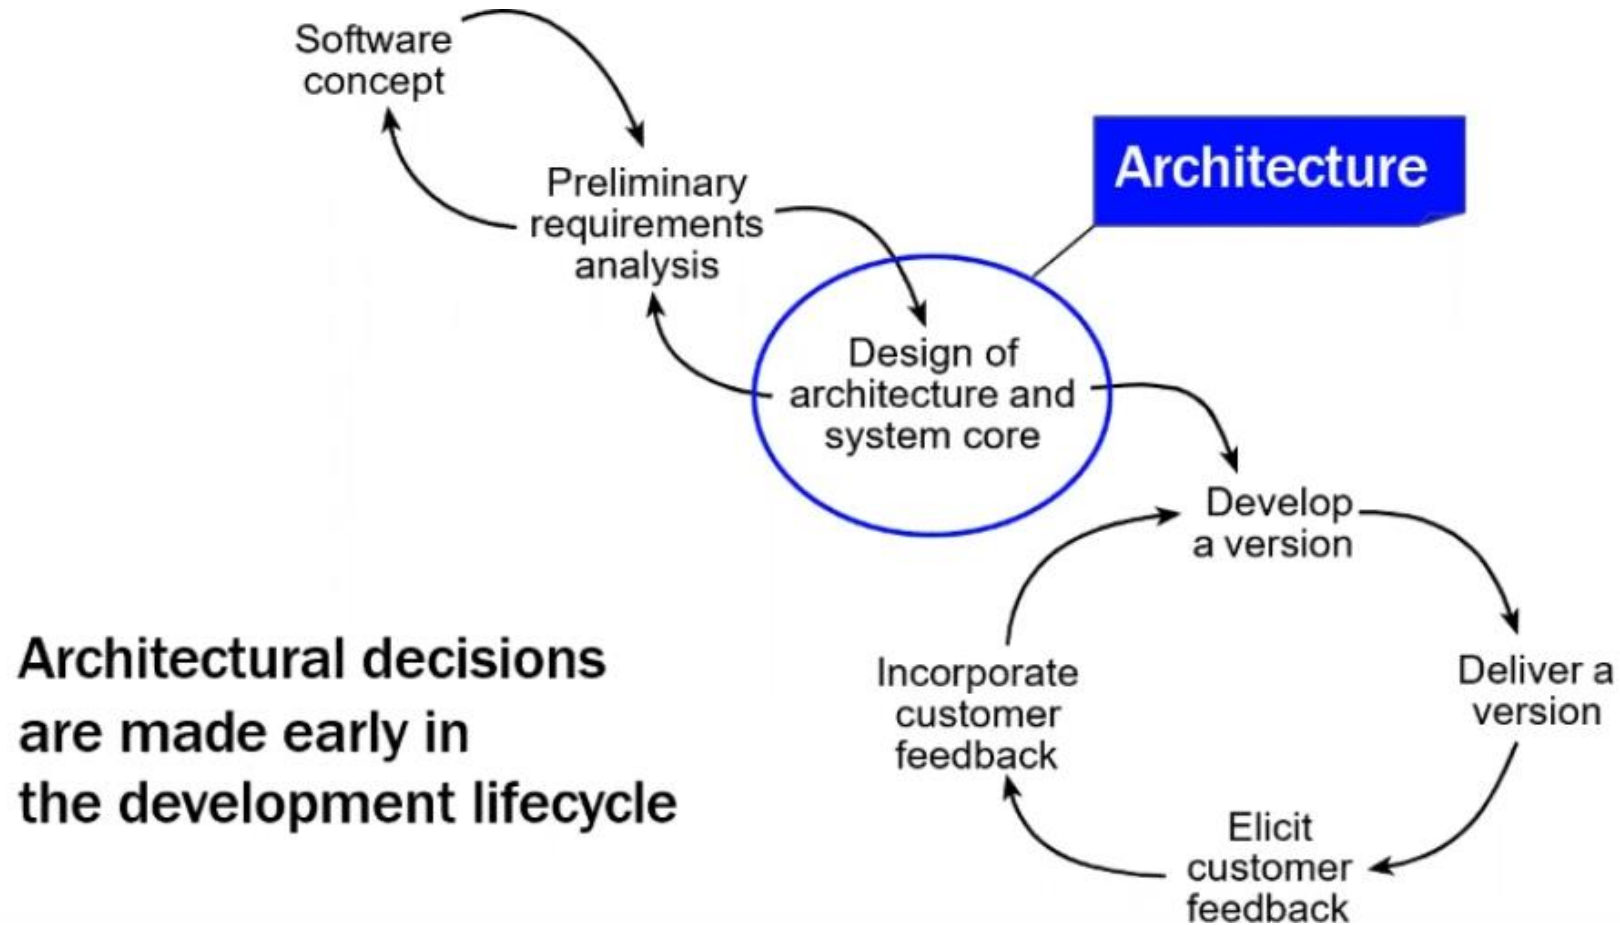 Software
concept
Preliminary
requirements
analysis
Architecture
Design of
architecture and
system core
Develop
a version
Deliver a
version
Elicit
customer
feedback
Incorporate
customer
feedback
Architectural decisions
are made early in
the development lifecycle